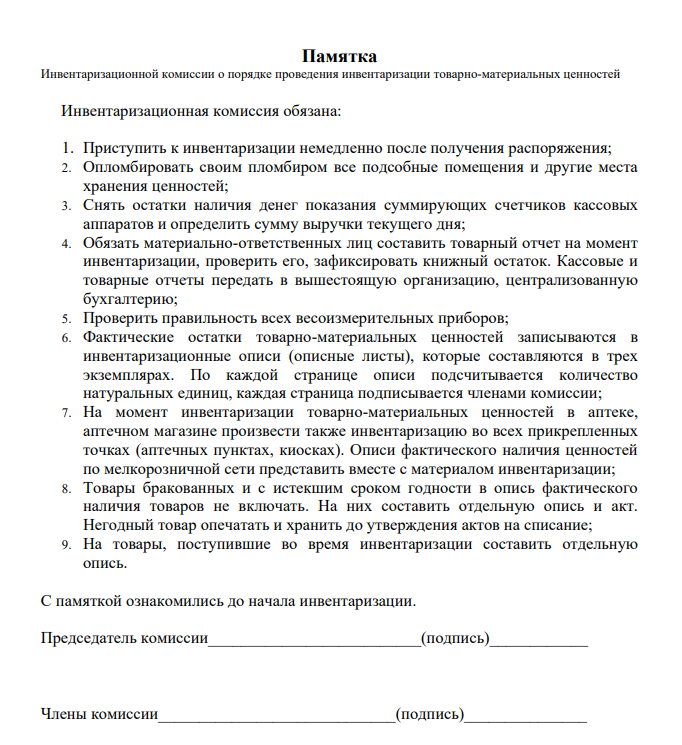 Памятка
Инвентаризационной комиссии о порядке проведения инвентаризации товарно-материальных ценностей
Инвентаризационная комиссия обязана:
1. Приступить к инвентаризации немедленно после получения распоряжения;
2. Опломбировать своим пломбиром все подсобные помещения и другие места
хранения ценностей;
3. Снять остатки наличия денег показания суммирующих счетчиков кассовых
аппаратов и определить сумму выручки текущего дня;
4. Обязать материально-ответственных лиц составить товарный отчет на момент
инвентаризации, проверить его, зафиксировать книжный остаток. Кассовые и
товарные отчеты передать в вышестоящую организацию, централизованную
бухгалтерию;
5. Проверить правильность всех весоизмерительных приборов;
6. Фактические остатки товарно-материальных ценностей записываются в
инвентаризационные описи (описные листы), которые составляются в трех
экземплярах. По каждой странице описи подсчитывается количество
натуральных единиц, каждая страница подписывается членами комиссии;
7. На момент инвентаризации товарно-материальных ценностей в аптеке,
аптечном магазине произвести также инвентаризацию во всех прикрепленных
точках (аптечных пунктах, киосках). Описи фактического наличия ценностей
по мелкорозничной сети представить вместе с материалом инвентаризации;
8. Товары бракованных и с истекшим сроком годности в опись фактического
наличия товаров не включать. На них составить отдельную опись и акт.
Негодный товар опечатать и хранить до утверждения актов на списание;
9. На товары, поступившие во время инвентаризации составить отдельную
опись.
С памяткой ознакомились до начала инвентаризации.
Председатель комиссии__________________________(подпись)____________
Члены комиссии_____________________________(подпись)_______________